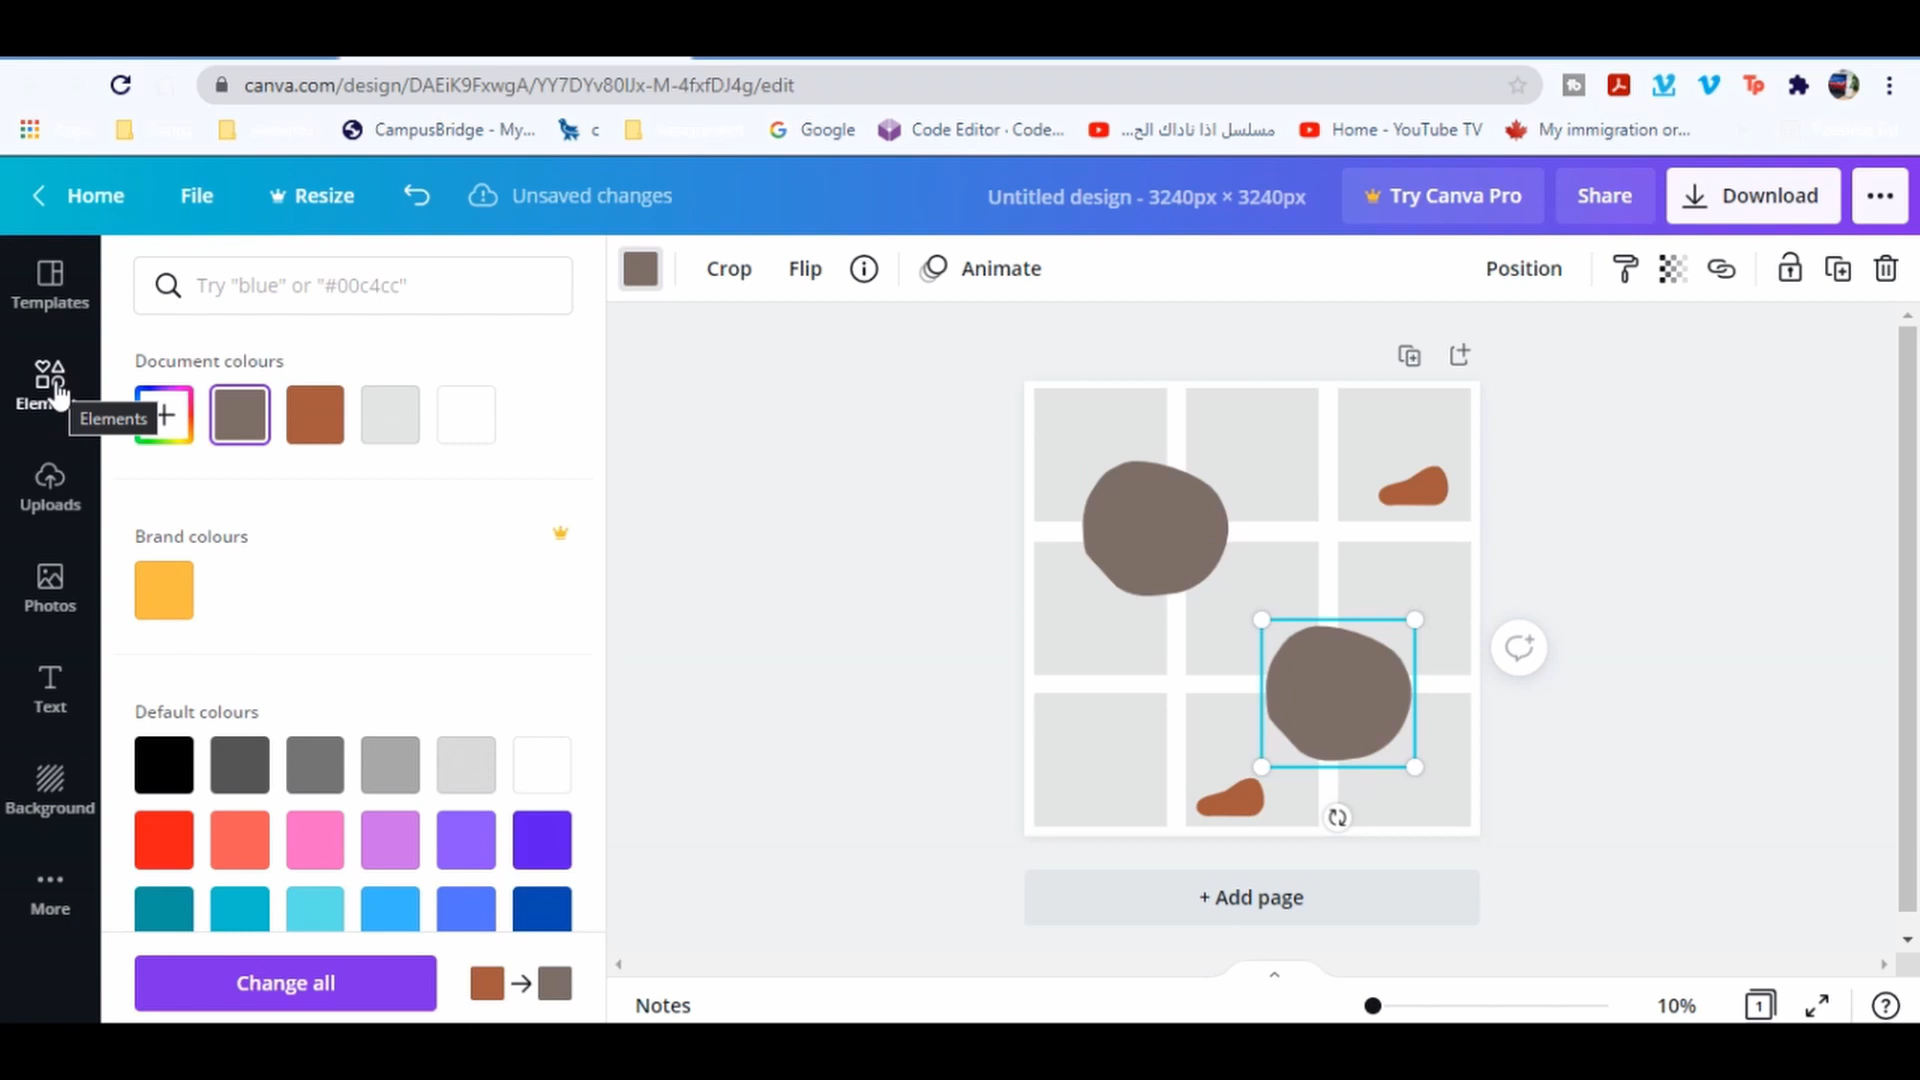 canva.com/design/DAEiK9FxwgA/YY7DYv80lJx-M-4fxfDJ4g/edit
CampusBridge - My...
c
Google
Code Editor · Code...
مسلسل اذا ناداك الح...
Home - YouTube TV
My immigration or...
Home
File
Resize
Unsaved changes
Untitled design - 3240px × 3240px
Try Canva Pro
Share
Download
Templates
Elem
Elements
Uploads
Photos
Text
Background
More
Try "blue" or "#00c4cc"
Document colours
Brand colours
Default colours
Change all
Crop
Flip
Animate
Position
+ Add page
Notes
10%
1